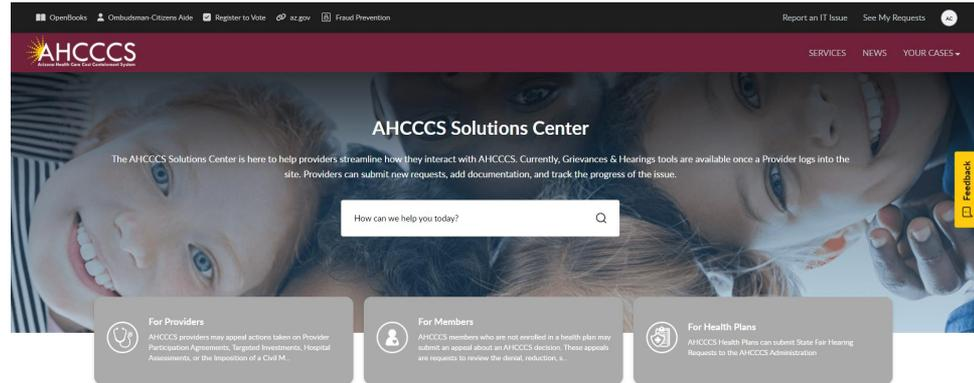 OpenBooks Ombudsman-Citizens Aide Register to Vote az.gov Fraud Prevention Report an IT Issue See My Requests AC
AHCCCS
Arizona Health Care Cost Containment System
SERVICES NEWS YOUR CASES
AHCCCS Solutions Center
The AHCCCS Solutions Center is here to help providers streamline how they interact with AHCCCS. Currently, Grievances & Hearings tools are available once a Provider logs into the
site. Providers can submit new requests, add documentation, and track the progress of the issue.
Feedback
How can we help you today?
For Providers
AHCCCS providers may appeal actions taken on Provider
Participation Agreements, Targeted Investments, Hospital
Assessments, or the Imposition of a Civil M...
For Members
AHCCCS members who are not enrolled in a health plan may
submit an appeal about an AHCCCS decision. These appeals
are requests to review the denial, reduction, s...
For Health Plans
AHCCCS Health Plans can submit State Fair Hearing
Requests to the AHCCCS Administration